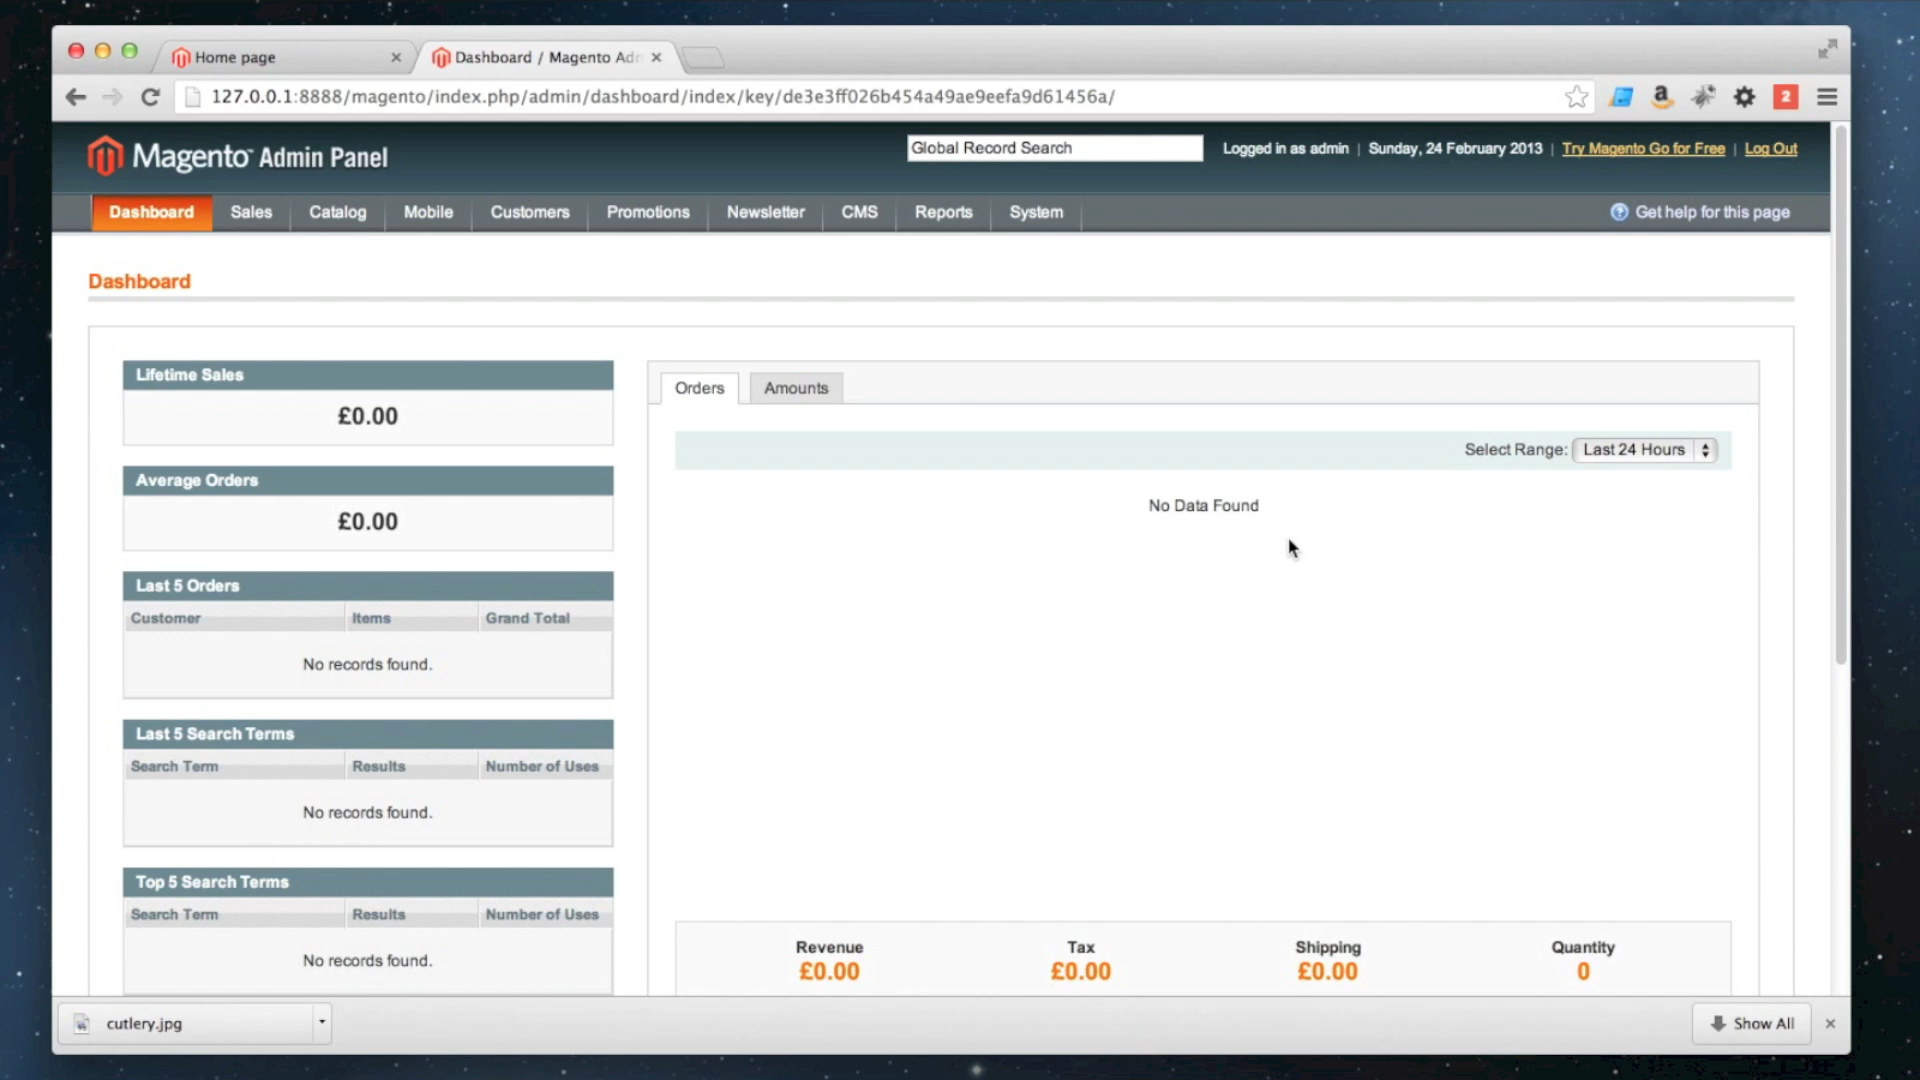 Home page
Dashboard / Magento Adm
127.0.0.1:8888/magento/index.php/admin/dashboard/index/key/de3e3ff026b454a49ae9eefa9d61456a/
2
Magento Admin Panel
Global Record Search
Logged in as admin | Sunday, 24 February 2013 | Try Magento Go for Free | Log Out
Dashboard Sales Catalog Mobile Customers Promotions Newsletter CMS Reports System
Get help for this page
Dashboard
Lifetime Sales
£0.00
Average Orders
£0.00
Last 5 Orders
Customer Items Grand Total
No records found.
Last 5 Search Terms
Search Term Results Number of Uses
No records found.
Top 5 Search Terms
Search Term Results Number of Uses
No records found.
Orders Amounts
Select Range: Last 24 Hours
No Data Found
Revenue Tax Shipping Quantity
£0.00 £0.00 £0.00 0
cutlery.jpg
Show All